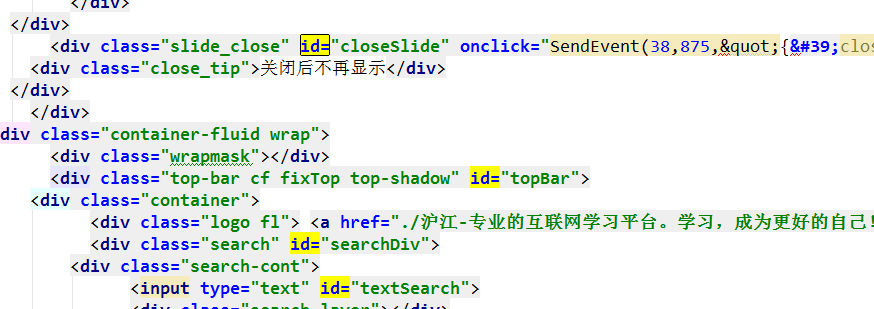 </div>
</div>
<div class="slide_close" id="closeSlide" onclick="SendEvent(38,875,&quot;{&#39;clos
<div class="close_tip">关闭后不再显示</div>
</div>
</div>
div class="container-fluid wrap">
<div class="wrapmask"></div>
<div class="top-bar cf fixTop top-shadow" id="topBar">
<div class="container">
<div class="logo fl"> <a href="./沪江-专业的互联网学习平台。学习，成为更好的自己!
<div class="search" id="searchDiv">
<div class="search-cont">
<input type="text" id="textSearch">
<div class="search-layer"></div>